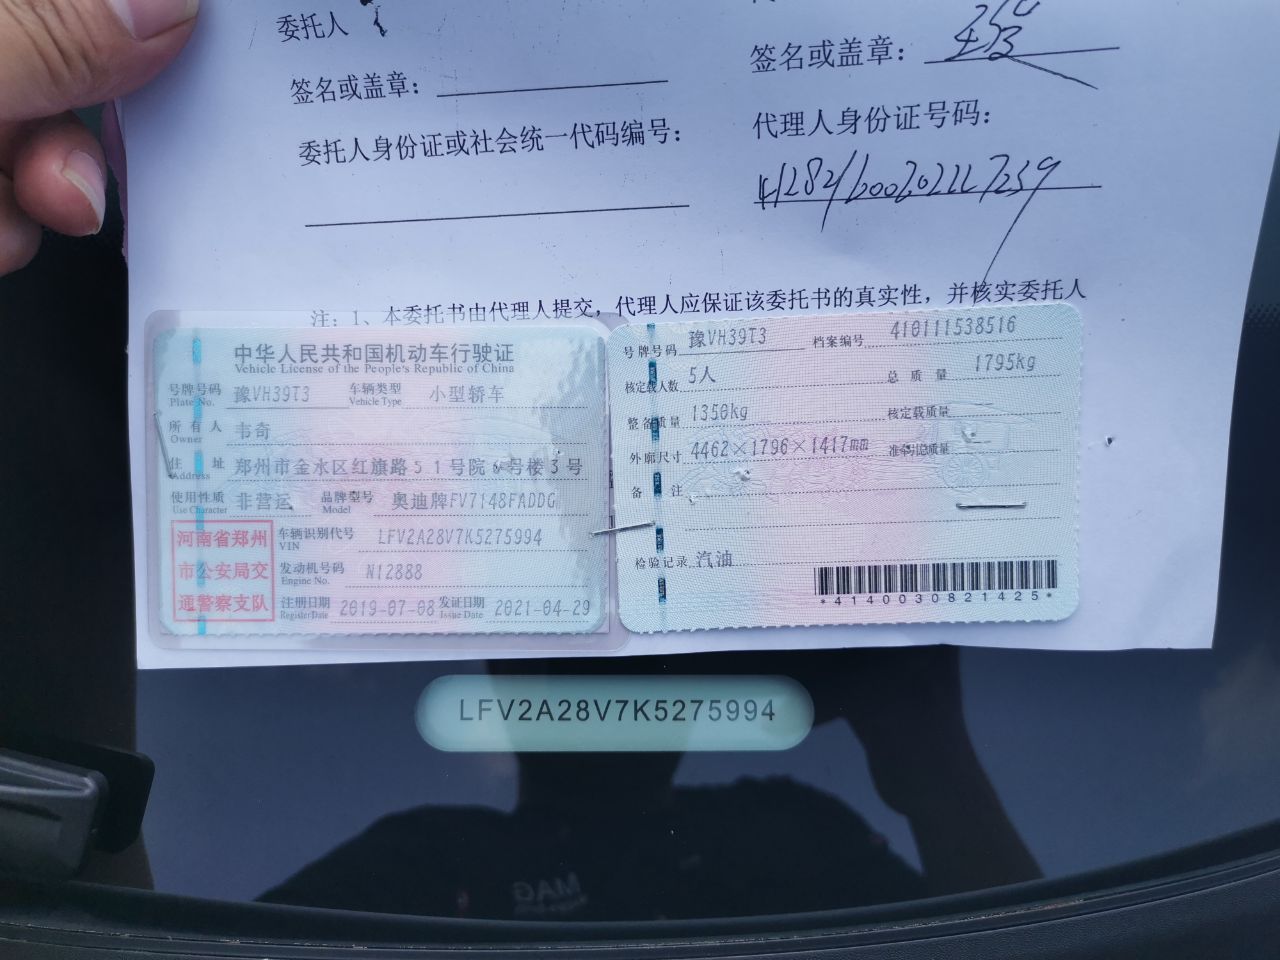 委托人
签名或盖章：
委托人身份证或社会统一代码编号：
签名或盖章：
代理人身份证号码：
注：1、本委托书由代理人提交，代理人应保证该委托书的真实性，并核实委托人
中华人民共和国机动车行驶证
Vehicle License of the People's Republic of China
号牌号码 豫VH39T3 车辆类型 小型轿车
Plate No. Vehicle Type
所有人 韦奇
Owner
住址 郑州市金水区红旗路51号院6号楼3号
Address
使用性质 非营运 品牌型号 奥迪牌FV7148FADDG
Use Character Model
河南省郑州
市公安局交
通警察支队
车辆识别代号 LFV2A28V7K5275994
VIN
发动机号码 N12888
Engine No.
注册日期 2019-07-08 发证日期 2021-04-29
Register Date Issue Date
号牌号码 豫VH39T3 档案编号 410111538516
核定载人数 5人 总质量 1795kg
整备质量 1350kg 核定载质量
外廓尺寸 4462×1796×1417mm 准牵引总质量
备注
检验记录 汽油
*4140030821425*
LFV2A28V7K5275994